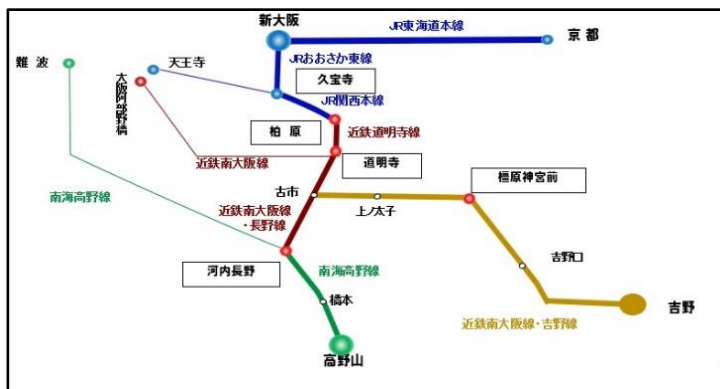 新大阪
JR東海道本線
京都
難波
天王寺
JRおおさか東線
大阪阿部野橋
久宝寺
JR関西本線
柏原
近鉄道明寺線
近鉄南大阪線
道明寺
橿原神宮前
南海高野線
古市
上ノ太子
近鉄南大阪線
・長野線
吉野口
河内長野
南海高野線
橋本
吉野
近鉄南大阪線・吉野線
高野山